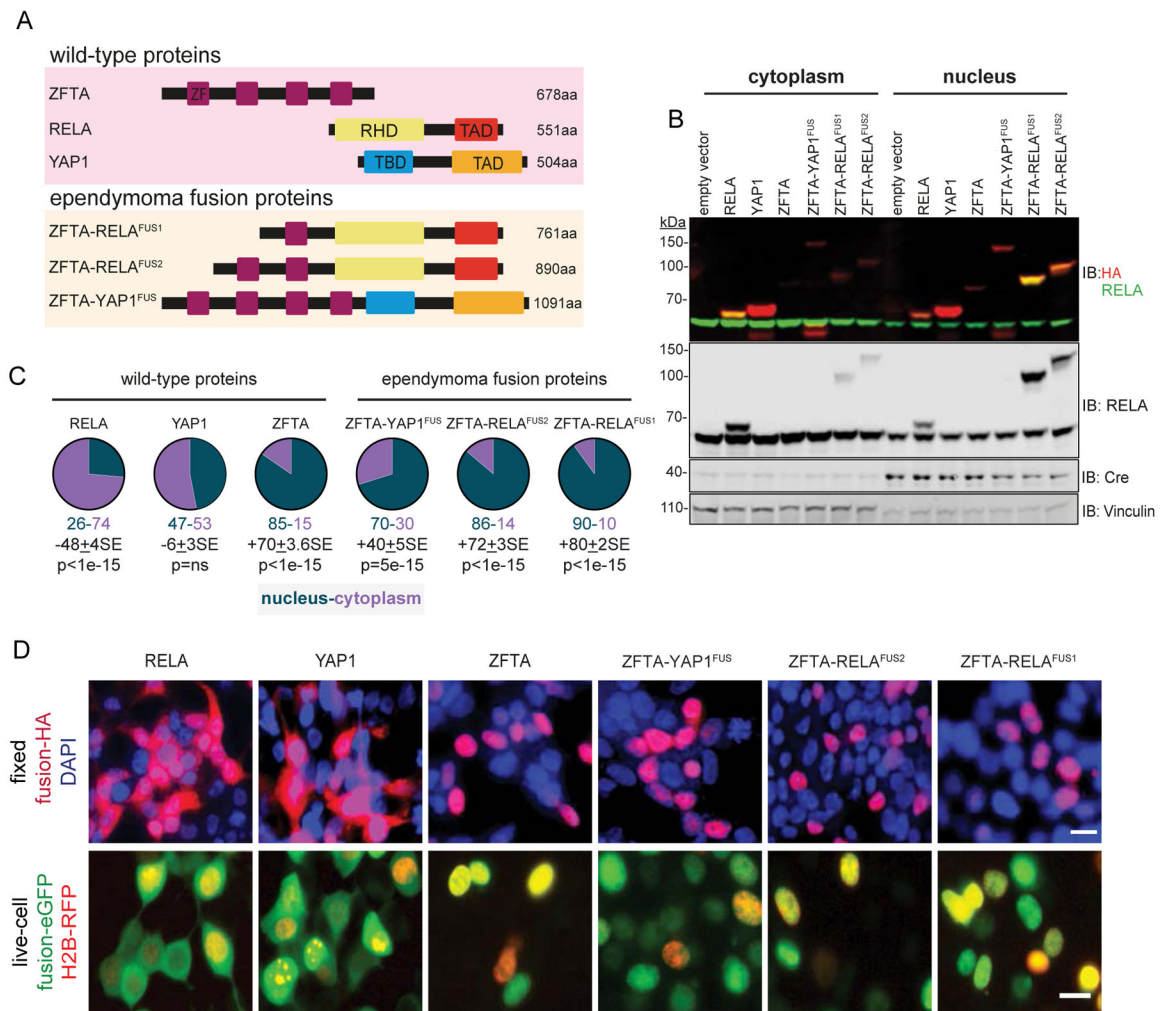 A
wild-type proteins
ZFTA ZF 678aa
RELA RHD TAD 551aa
YAP1 TBD TAD 504aa
ependymoma fusion proteins
ZFTA-RELAFUS1 761aa
ZFTA-RELAFUS2 890aa
ZFTA-YAP1FUS 1091aa
B
cytoplasm nucleus
empty vector RELA YAP1 ZFTA ZFTA-YAP1FUS ZFTA-RELAFUS1 ZFTA-RELAFUS2 empty vector RELA YAP1 ZFTA ZFTA-YAP1FUS ZFTA-RELAFUS1 ZFTA-RELAFUS2
kDa
150-
100-
70-
IB:HA
RELA
150-
100-
70-
IB: RELA
40-
IB: Cre
110-
IB: Vinculin
C
wild-type proteins ependymoma fusion proteins
RELA YAP1 ZFTA ZFTA-YAP1FUS ZFTA-RELAFUS2 ZFTA-RELAFUS1
26-74 47-53 85-15 70-30 86-14 90-10
-48±4SE -6±3SE +70±3.6SE +40±5SE +72±3SE +80±2SE
p<1e-15 p=ns p<1e-15 p=5e-15 p<1e-15 p<1e-15
nucleus-cytoplasm
D
RELA YAP1 ZFTA ZFTA-YAP1FUS ZFTA-RELAFUS2 ZFTA-RELAFUS1
fixed
fusion-HA
DAPI
live-cell
fusion-eGFP
H2B-RFP